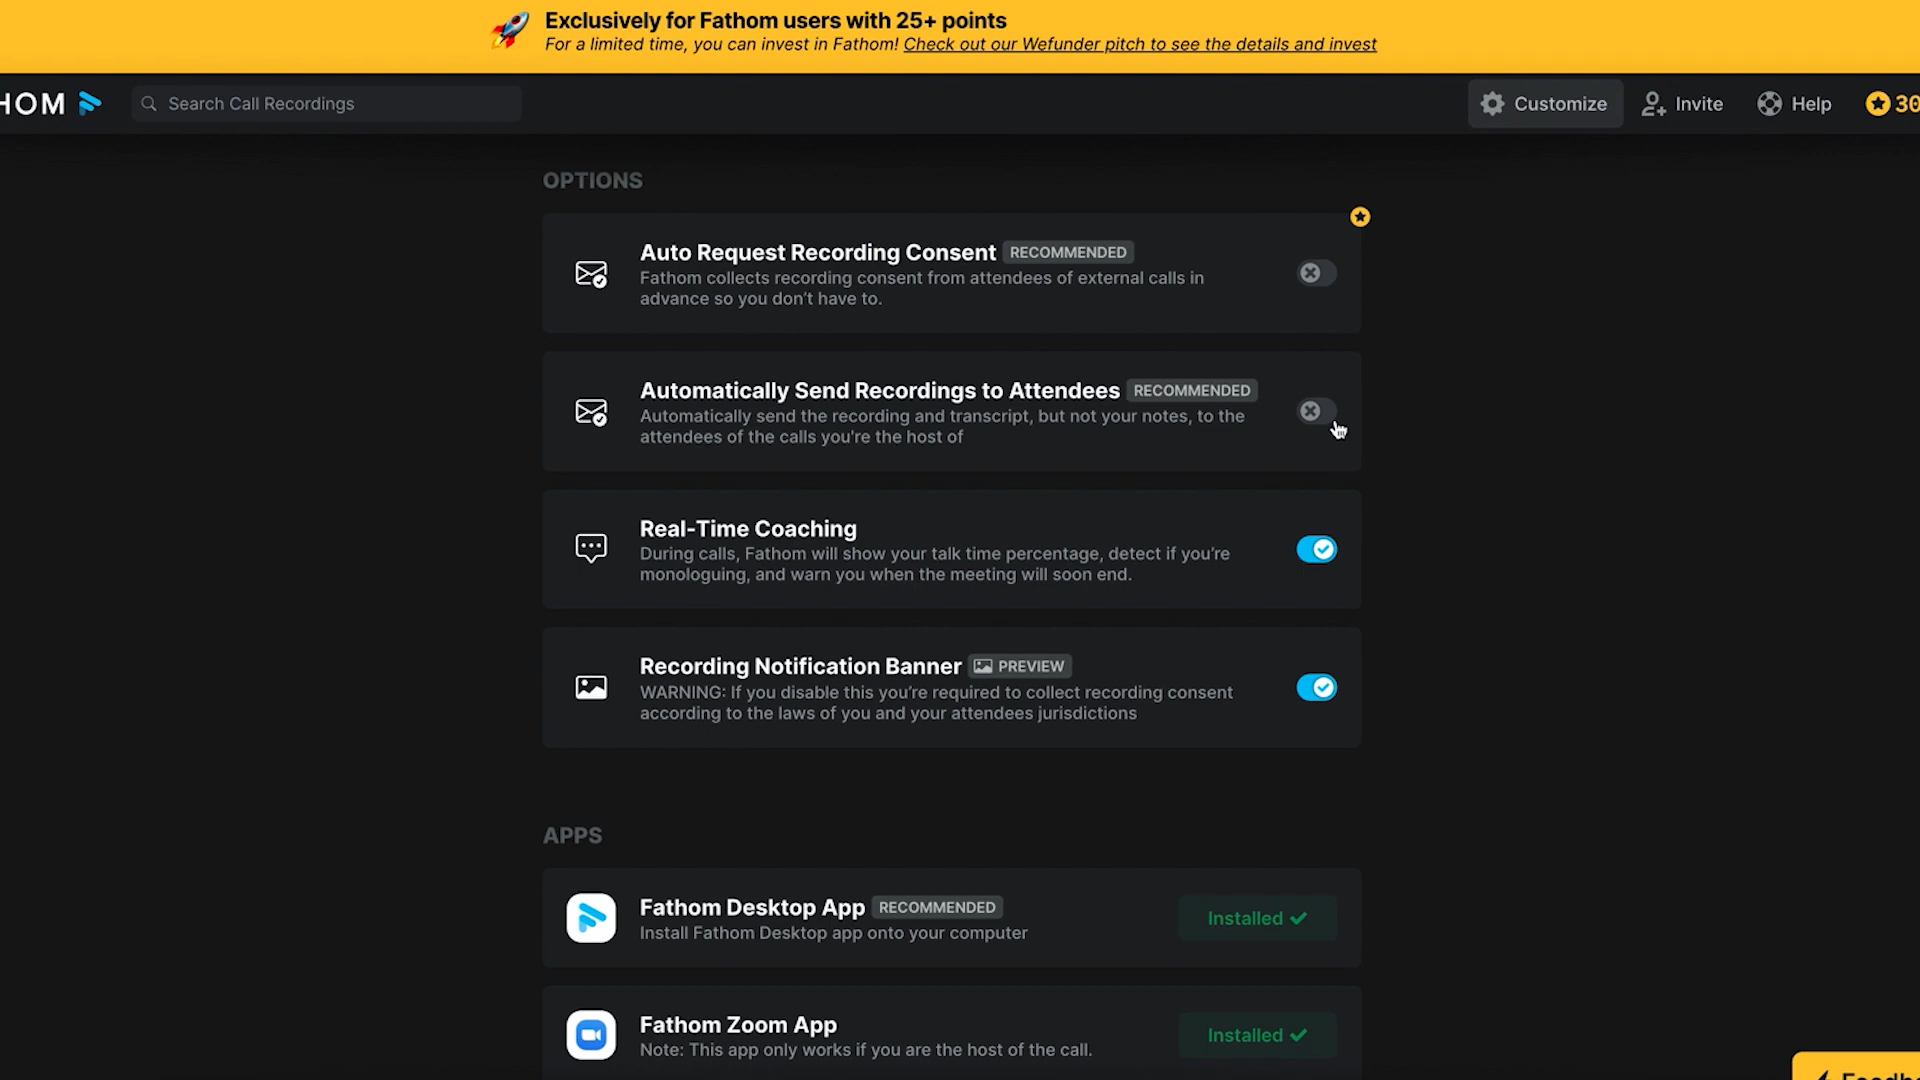 Exclusively for Fathom users with 25+ points
For a limited time, you can invest in Fathom! Check out our Wefunder pitch to see the details and invest
HOM
Search Call Recordings
Customize
Invite
Help
30
OPTIONS
Auto Request Recording Consent RECOMMENDED
Fathom collects recording consent from attendees of external calls in
advance so you don't have to.
Automatically Send Recordings to Attendees RECOMMENDED
Automatically send the recording and transcript, but not your notes, to the
attendees of the calls you're the host of
Real-Time Coaching
During calls, Fathom will show your talk time percentage, detect if you're
monologuing, and warn you when the meeting will soon end.
Recording Notification Banner PREVIEW
WARNING: If you disable this you're required to collect recording consent
according to the laws of you and your attendees jurisdictions
APPS
Fathom Desktop App RECOMMENDED
Install Fathom Desktop app onto your computer
Installed
Fathom Zoom App
Note: This app only works if you are the host of the call.
Installed